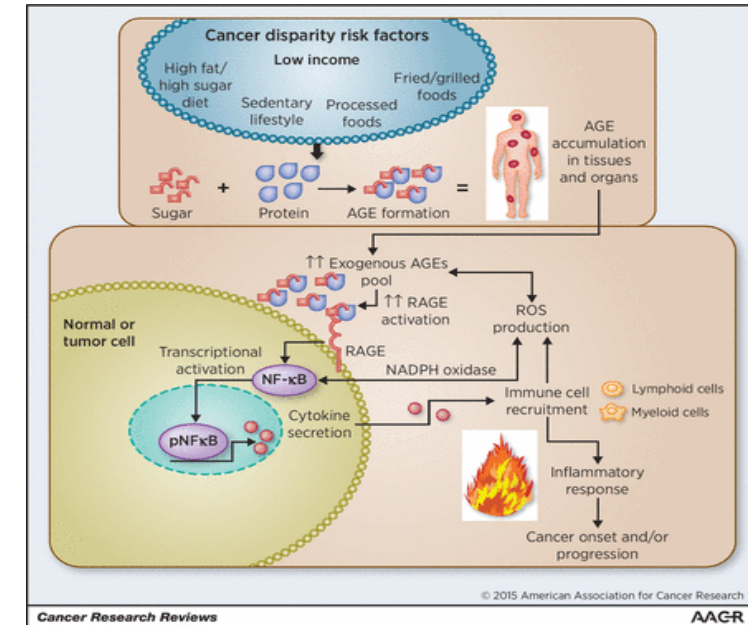 Cancer disparity risk factors
Low income
High fat/
high sugar
diet
Sedentary
lifestyle
Processed
foods
Fried/grilled
foods
AGE
accumulation
in tissues
and organs
+
=
Sugar
Protein
AGE formation
↑↑ Exogenous AGEs
pool
↑↑ RAGE
activation
ROS
production
Normal or
tumor cell
RAGE
Transcriptional
activation
NADPH oxidase
NF-κB
Immune cell
recruitment
Lymphoid cells
Myeloid cells
Cytokine
secretion
pNFκB
Inflammatory
response
Cancer onset and/or
progression
© 2015 American Association for Cancer Research
Cancer Research Reviews
AACR